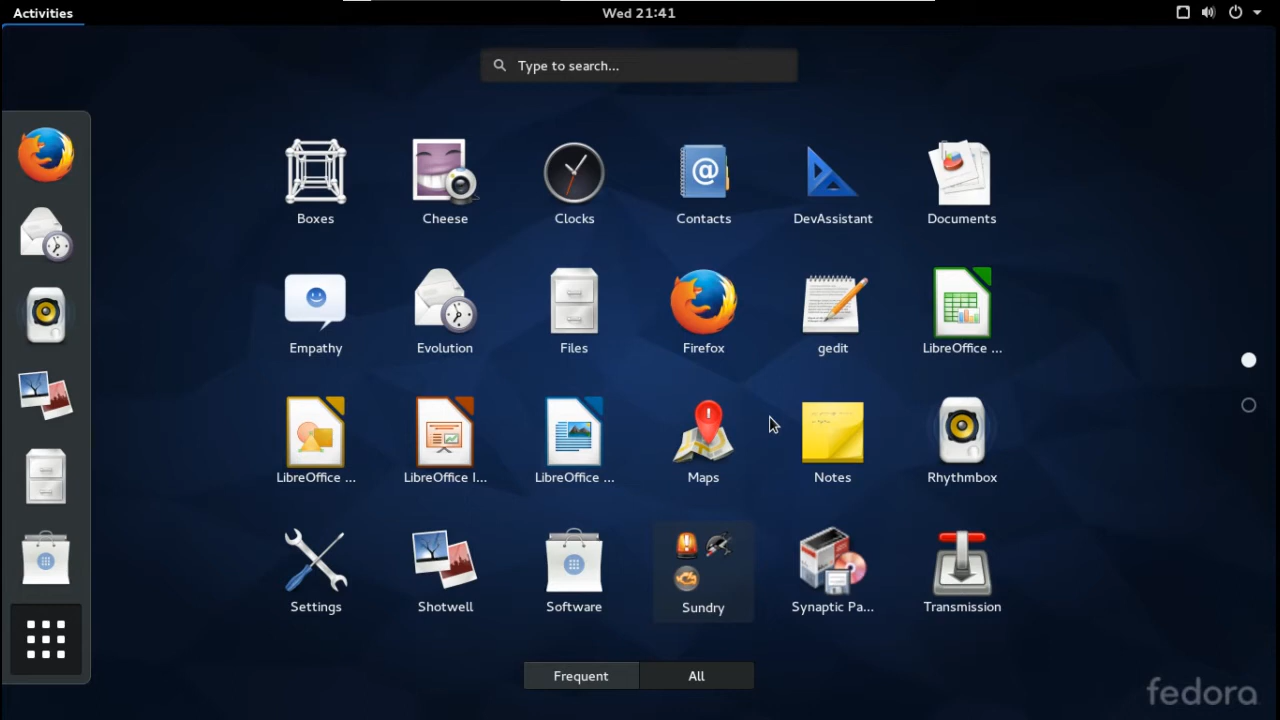 Activities
Wed 21:41
Type to search...
Boxes
Cheese
Clocks
Contacts
DevAssistant
Documents
Empathy
Evolution
Files
Firefox
gedit
LibreOffice ...
LibreOffice ...
LibreOffice I...
LibreOffice ...
Maps
Notes
Rhythmbox
Settings
Shotwell
Software
Sundry
Synaptic Pa...
Transmission
Frequent
All
fedora